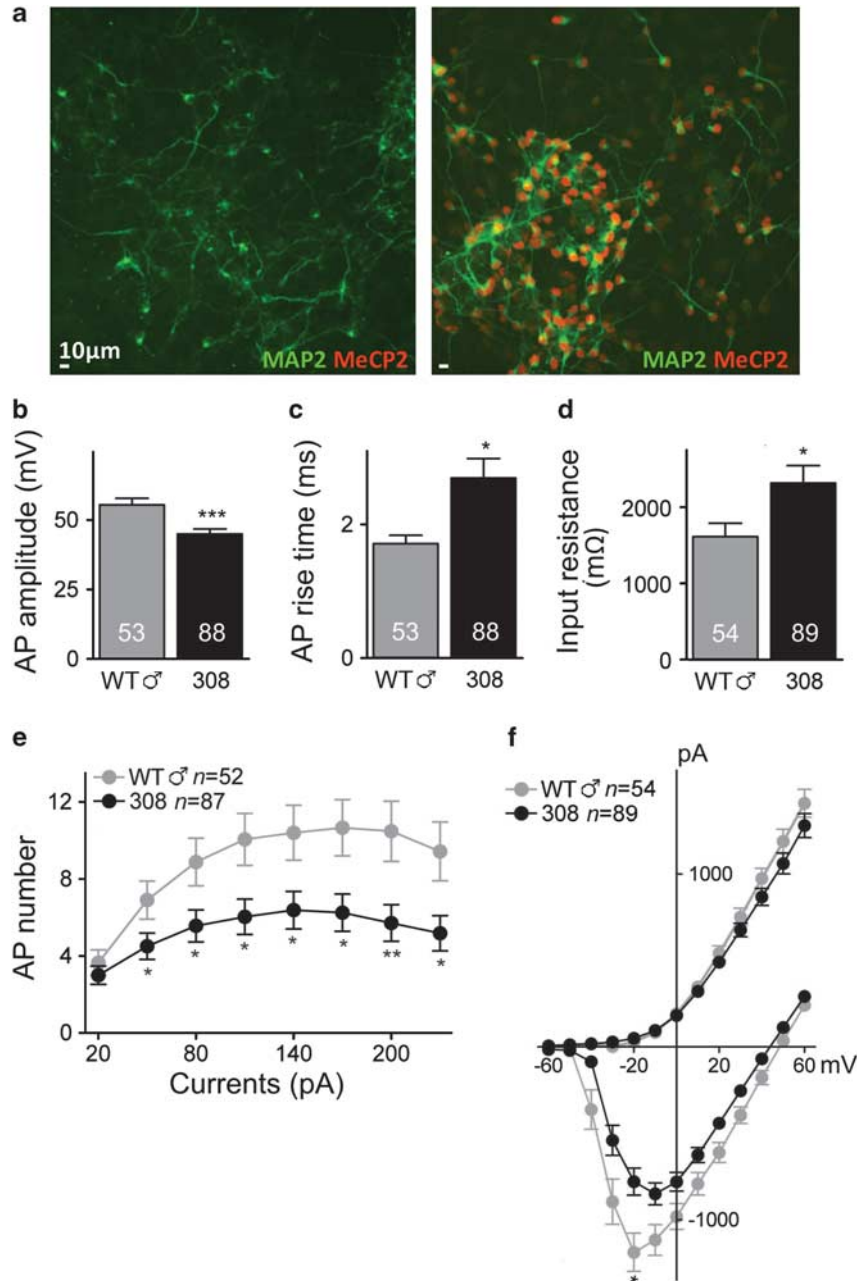 a
10μm
MAP2 MeCP2
MAP2 MeCP2
b
AP amplitude (mV)
50
25
0
***
53
88
WT♂
308
c
AP rise time (ms)
2
0
*
53
88
WT♂
308
d
Input resistance
(mΩ)
2000
1000
0
*
54
89
WT♂
308
e
WT♂ n=52
308 n=87
AP number
12
8
4
0
* * * * * ** *
20
80
140
200
Currents (pA)
f
pA
WT♂ n=54
308 n=89
1000
-60
-40
-20
20
40
60 mV
-1000
*